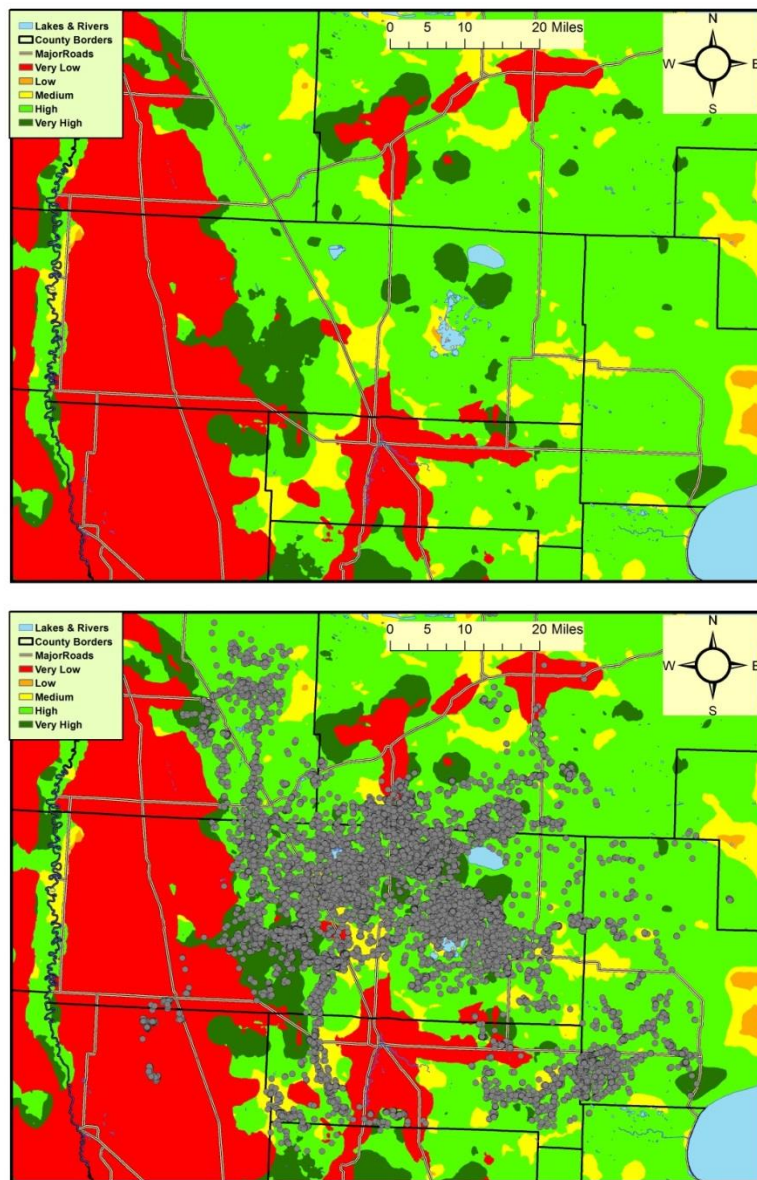 Lakes & Rivers
County Borders
MajorRoads
Very Low
Low
Medium
High
Very High
0 5 10 20 Miles
N
W E
S
Lakes & Rivers
County Borders
MajorRoads
Very Low
Low
Medium
High
Very High
0 5 10 20 Miles
N
W E
S